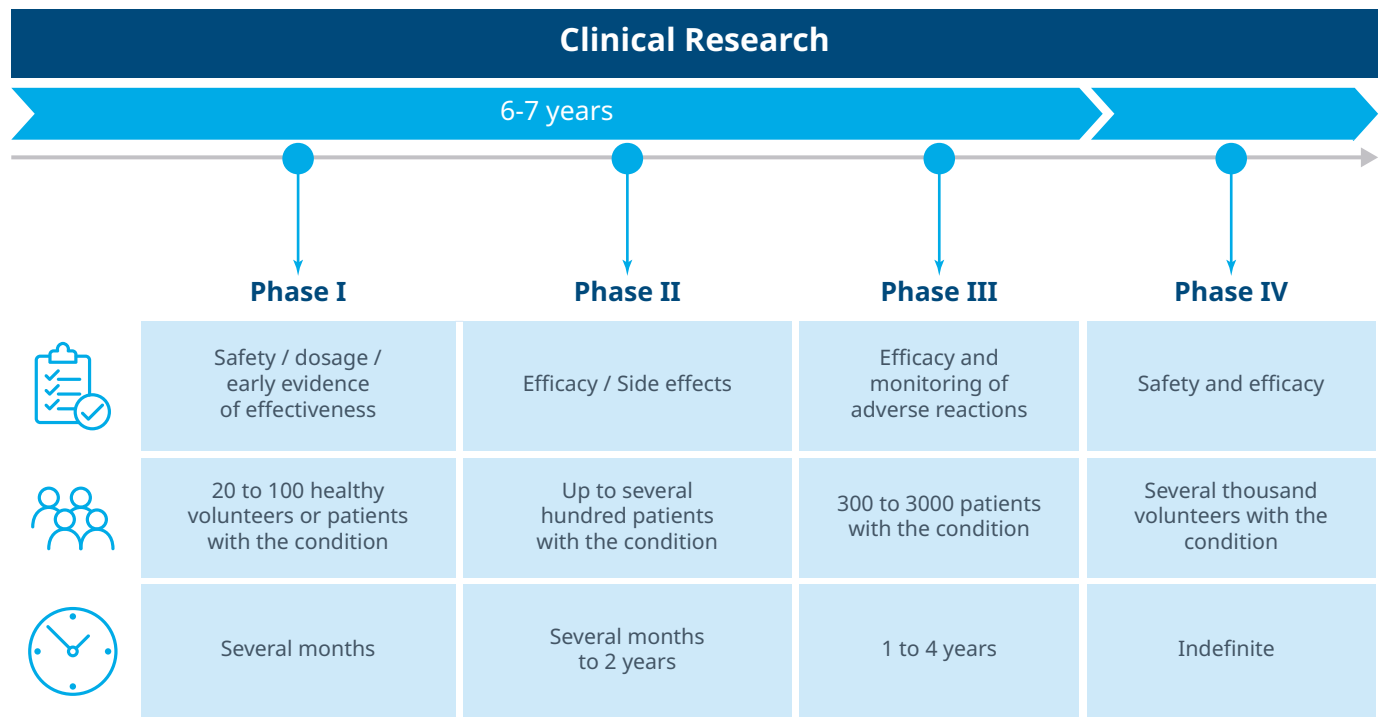 Clinical Research
6-7 years
Phase I
Phase II
Phase III
Phase IV
Safety / dosage /
early evidence
of effectiveness
Efficacy / Side effects
Efficacy and
monitoring of
adverse reactions
Safety and efficacy
20 to 100 healthy
volunteers or patients
with the condition
Up to several
hundred patients
with the condition
300 to 3000 patients
with the condition
Several thousand
volunteers with the
condition
Several months
Several months
to 2 years
1 to 4 years
Indefinite